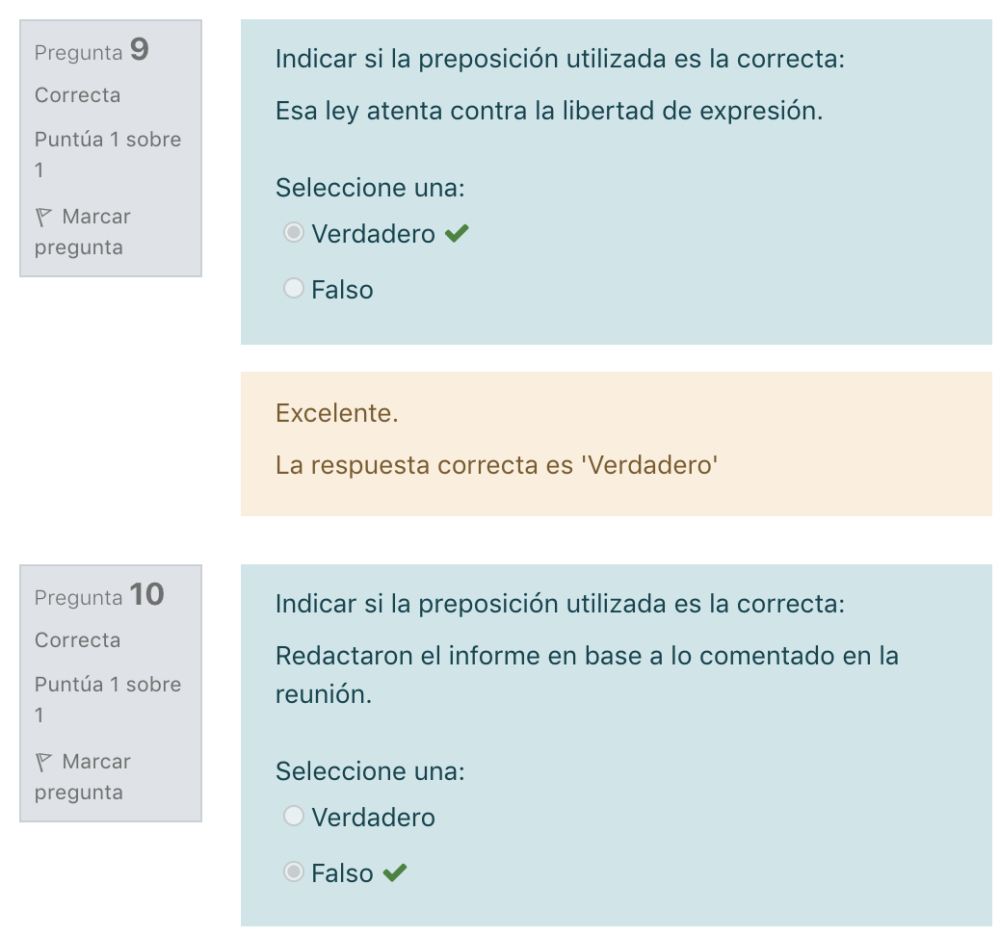 Pregunta 9
Correcta
Puntúa 1 sobre
1
Marcar
pregunta
Indicar si la preposición utilizada es la correcta:
Esa ley atenta contra la libertad de expresión.
Seleccione una:
Verdadero
Falso
Excelente.
La respuesta correcta es 'Verdadero'
Pregunta 10
Correcta
Puntúa 1 sobre
1
Marcar
pregunta
Indicar si la preposición utilizada es la correcta:
Redactaron el informe en base a lo comentado en la
reunión.
Seleccione una:
Verdadero
Falso